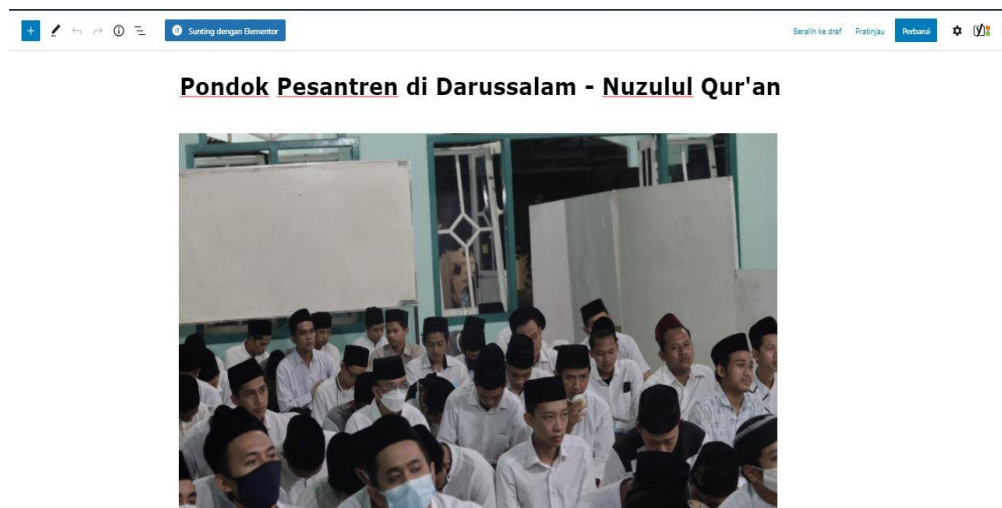 Sunting dengan Elementor
Beralih ke draf Pratinjau Perbarui
Pondok Pesantren di Darussalam - Nuzulul Qur'an